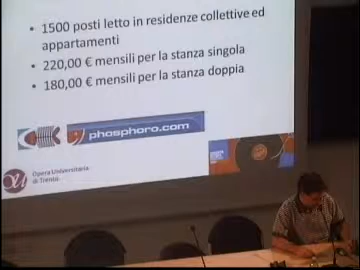 • 1500 posti letto in residenze collettive ed
appartamenti
• 220,00 € mensili per la stanza singola
• 180,00 € mensili per la stanza doppia
phosphoro.com
Opera Universitaria
di Trento